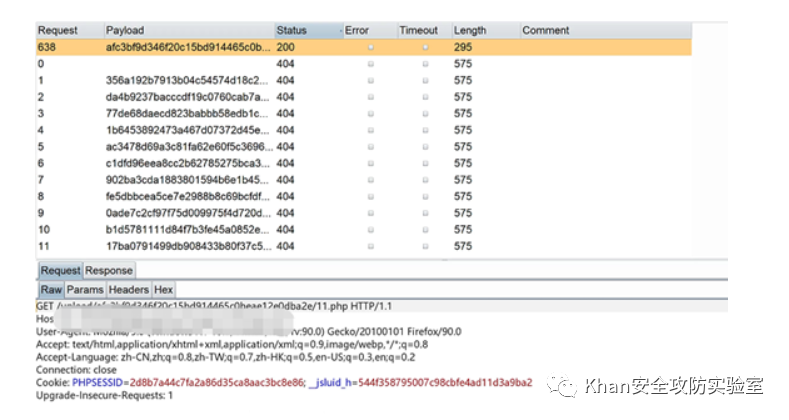 Request Payload Status Error Timeout Length Comment
638 afc3bf9d346f20c15bd914465c0b... 200 295
0 404 575
1 356a192b7913b04c54574d18c2... 404 575
2 da4b9237bacccdf19c0760cab7a... 404 575
3 77de68daecd823babbb58edb1c... 404 575
4 1b6453892473a467d07372d45e... 404 575
5 ac3478d69a3c81fa62e60f5c3696... 404 575
6 c1dfd96eea8cc2b62785275bca3... 404 575
7 902ba3cda1883801594b6e1b45... 404 575
8 fe5dbbcea5ce7e2988b8c69bcfdf... 404 575
9 0ade7c2cf97f75d009975f4d720d... 404 575
10 b1d5781111d84f7b3fe45a0852e... 404 575
11 17ba0791499db908433b80f37c5... 404 575
Request Response
Raw Params Headers Hex
GET /upload/afc3bf9d346f20c15bd914465c0beae12e0dba2e/11.php HTTP/1.1
Hos
User-Agent: Mozilla/5.0 rv:90.0) Gecko/20100101 Firefox/90.0
Accept: text/html,application/xhtml+xml,application/xml;q=0.9,image/webp,*/*;q=0.8
Accept-Language: zh-CN,zh;q=0.8,zh-TW;q=0.7,zh-HK;q=0.5,en-US;q=0.3,en;q=0.2
Connection: close
Cookie: PHPSESSID=2d8b7a44c7fa2a86d35ca8aac3bc8e86; __jsluid_h=544f358795007c98cbfe4ad11d3a9ba2
Upgrade-Insecure-Requests: 1
Khan安全攻防实验室